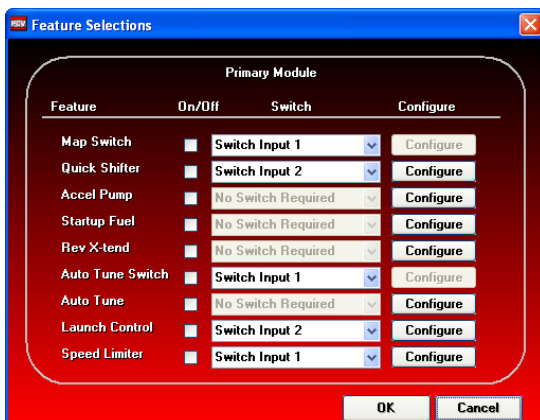 PCV Feature Selections
Primary Module
Feature On/Off Switch Configure
Map Switch Switch Input 1 Configure
Quick Shifter Switch Input 2 Configure
Accel Pump No Switch Required Configure
Startup Fuel No Switch Required Configure
Rev X-tend No Switch Required Configure
Auto Tune Switch Switch Input 1 Configure
Auto Tune No Switch Required Configure
Launch Control Switch Input 2 Configure
Speed Limiter Switch Input 1 Configure
OK Cancel